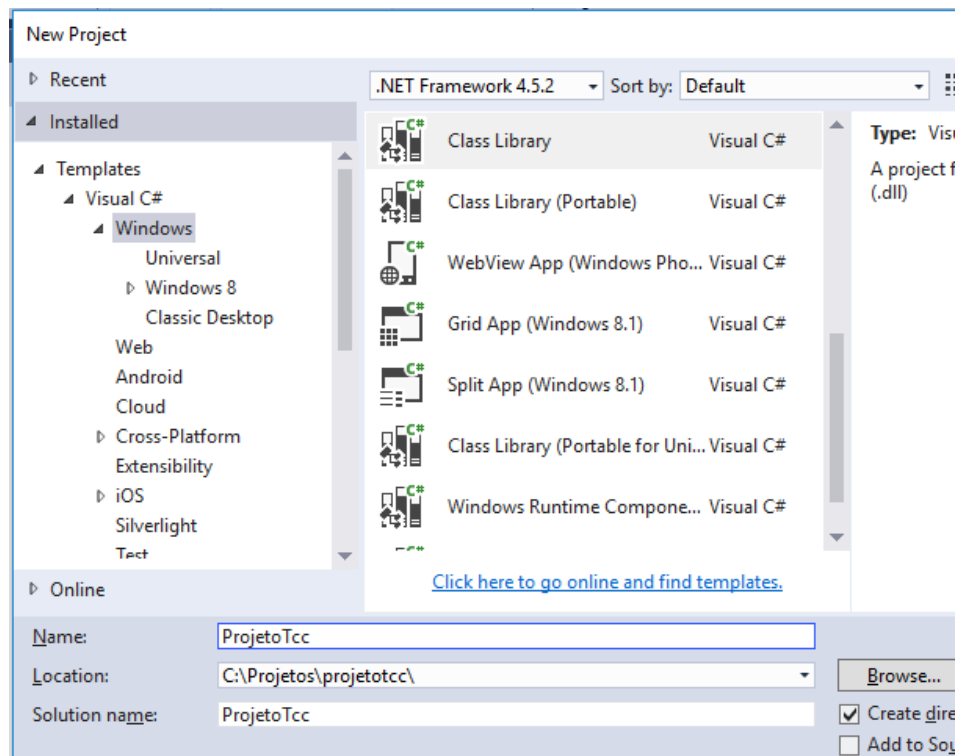 New Project
Recent
.NET Framework 4.5.2 Sort by: Default
Installed
Templates
Visual C#
Windows
Universal
Windows 8
Classic Desktop
Web
Android
Cloud
Cross-Platform
Extensibility
iOS
Silverlight
Test
Online
C# Class Library Visual C#
C# Class Library (Portable) Visual C#
C# WebView App (Windows Pho... Visual C#
C# Grid App (Windows 8.1) Visual C#
C# Split App (Windows 8.1) Visual C#
C# Class Library (Portable for Uni... Visual C#
C# Windows Runtime Compone... Visual C#
Click here to go online and find templates.
Type: Visu
A project f
(.dll)
Name: ProjetoTcc
Location: C:\Projetos\projetotcc\ Browse...
Solution name: ProjetoTcc Create dire
Add to Sou